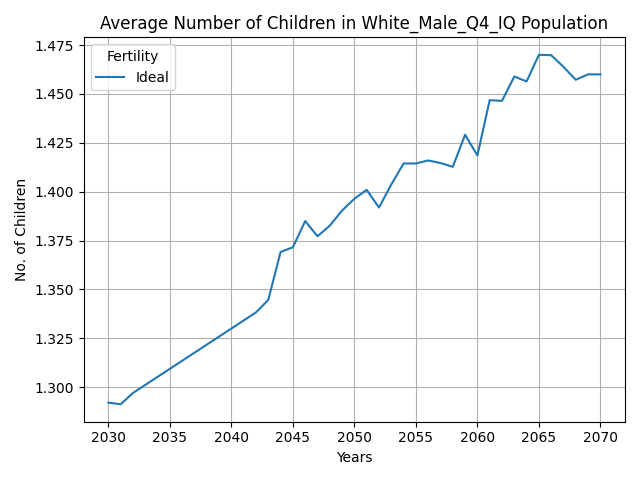 Average Number of Children in White_Male_Q4_IQ Population
Fertility
Ideal
No. of Children
1.475
1.450
1.425
1.400
1.375
1.350
1.325
1.300
2030 2035 2040 2045 2050 2055 2060 2065 2070
Years